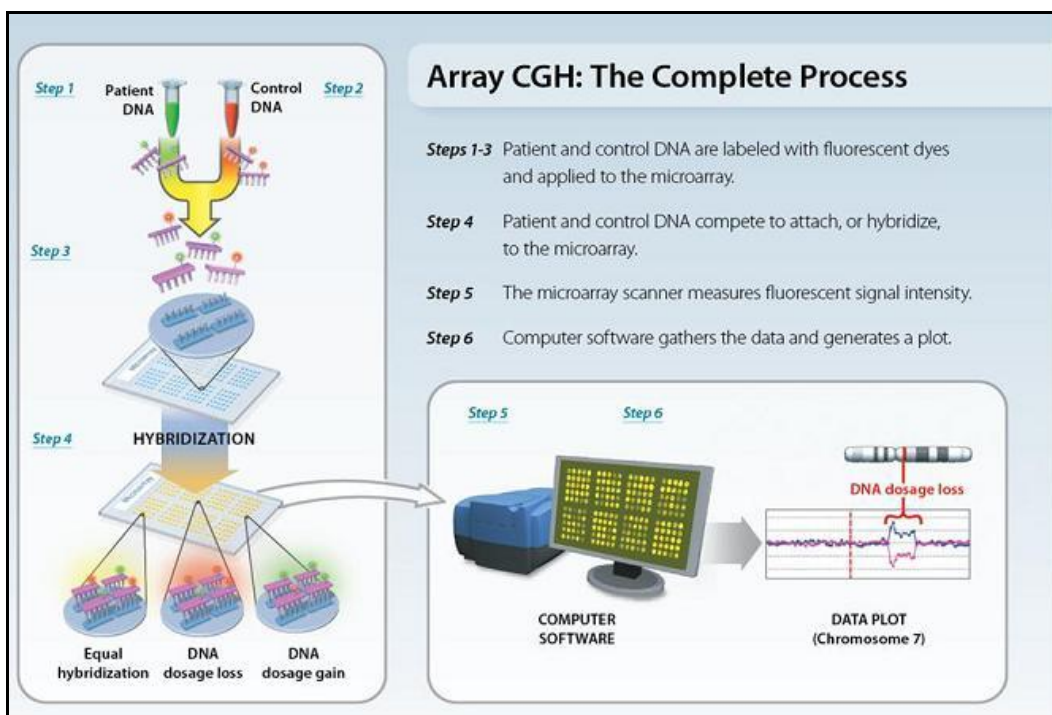 Array CGH: The Complete Process
Step 1
Patient
DNA
Control
DNA
Step 2
Step 3
Step 4
HYBRIDIZATION
Equal
hybridization
DNA
dosage loss
DNA
dosage gain
Steps 1-3 Patient and control DNA are labeled with fluorescent dyes
and applied to the microarray.
Step 4 Patient and control DNA compete to attach, or hybridize,
to the microarray.
Step 5 The microarray scanner measures fluorescent signal intensity.
Step 6 Computer software gathers the data and generates a plot.
Step 5
Step 6
DNA dosage loss
COMPUTER
SOFTWARE
DATA PLOT
(Chromosome 7)